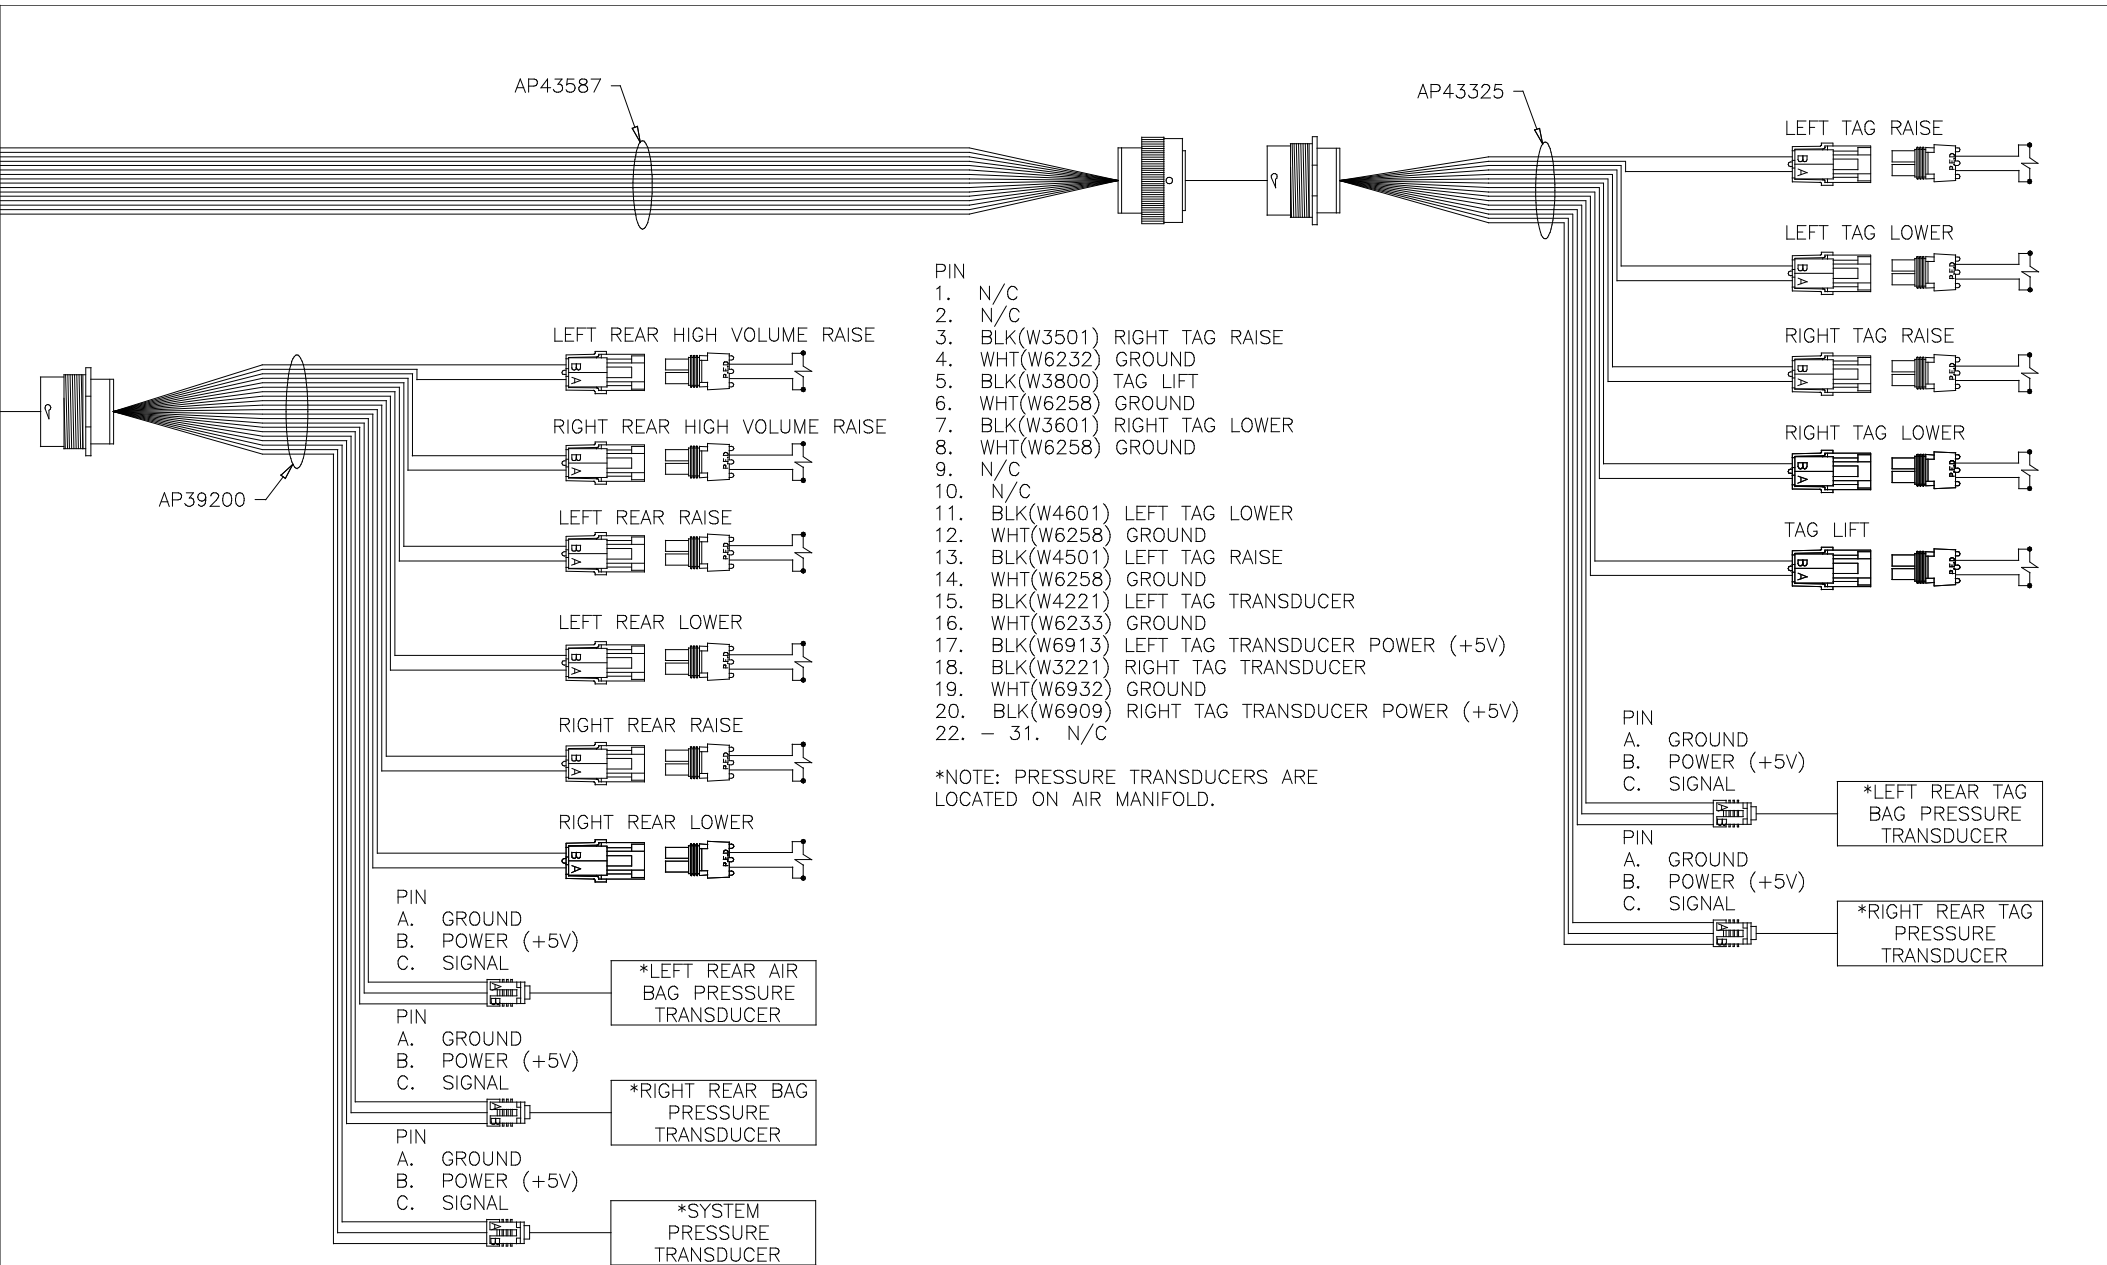 AP43587
AP43325
LEFT TAG RAISE
B
A
P.E.D
LEFT TAG LOWER
B
A
P.E.D
RIGHT TAG RAISE
B
A
P.E.D
RIGHT TAG LOWER
B
A
P.E.D
TAG LIFT
B
A
P.E.D
PIN
A. GROUND
B. POWER (+5V)
C. SIGNAL
A
B
*LEFT REAR TAG
BAG PRESSURE
TRANSDUCER
PIN
A. GROUND
B. POWER (+5V)
C. SIGNAL
A
B
*RIGHT REAR TAG
PRESSURE
TRANSDUCER
PIN
1. N/C
2. N/C
3. BLK(W3501) RIGHT TAG RAISE
4. WHT(W6232) GROUND
5. BLK(W3800) TAG LIFT
6. WHT(W6258) GROUND
7. BLK(W3601) RIGHT TAG LOWER
8. WHT(W6258) GROUND
9. N/C
10. N/C
11. BLK(W4601) LEFT TAG LOWER
12. WHT(W6258) GROUND
13. BLK(W4501) LEFT TAG RAISE
14. WHT(W6258) GROUND
15. BLK(W4221) LEFT TAG TRANSDUCER
16. WHT(W6233) GROUND
17. BLK(W6913) LEFT TAG TRANSDUCER POWER (+5V)
18. BLK(W3221) RIGHT TAG TRANSDUCER
19. WHT(W6932) GROUND
20. BLK(W6909) RIGHT TAG TRANSDUCER POWER (+5V)
22. – 31. N/C
*NOTE: PRESSURE TRANSDUCERS ARE
LOCATED ON AIR MANIFOLD.
AP39200
LEFT REAR HIGH VOLUME RAISE
B
A
P.E.D
RIGHT REAR HIGH VOLUME RAISE
B
A
P.E.D
LEFT REAR RAISE
B
A
P.E.D
LEFT REAR LOWER
B
A
P.E.D
RIGHT REAR RAISE
B
A
P.E.D
RIGHT REAR LOWER
B
A
P.E.D
PIN
A. GROUND
B. POWER (+5V)
C. SIGNAL
A
B
*LEFT REAR AIR
BAG PRESSURE
TRANSDUCER
PIN
A. GROUND
B. POWER (+5V)
C. SIGNAL
A
B
*RIGHT REAR BAG
PRESSURE
TRANSDUCER
PIN
A. GROUND
B. POWER (+5V)
C. SIGNAL
A
B
*SYSTEM
PRESSURE
TRANSDUCER